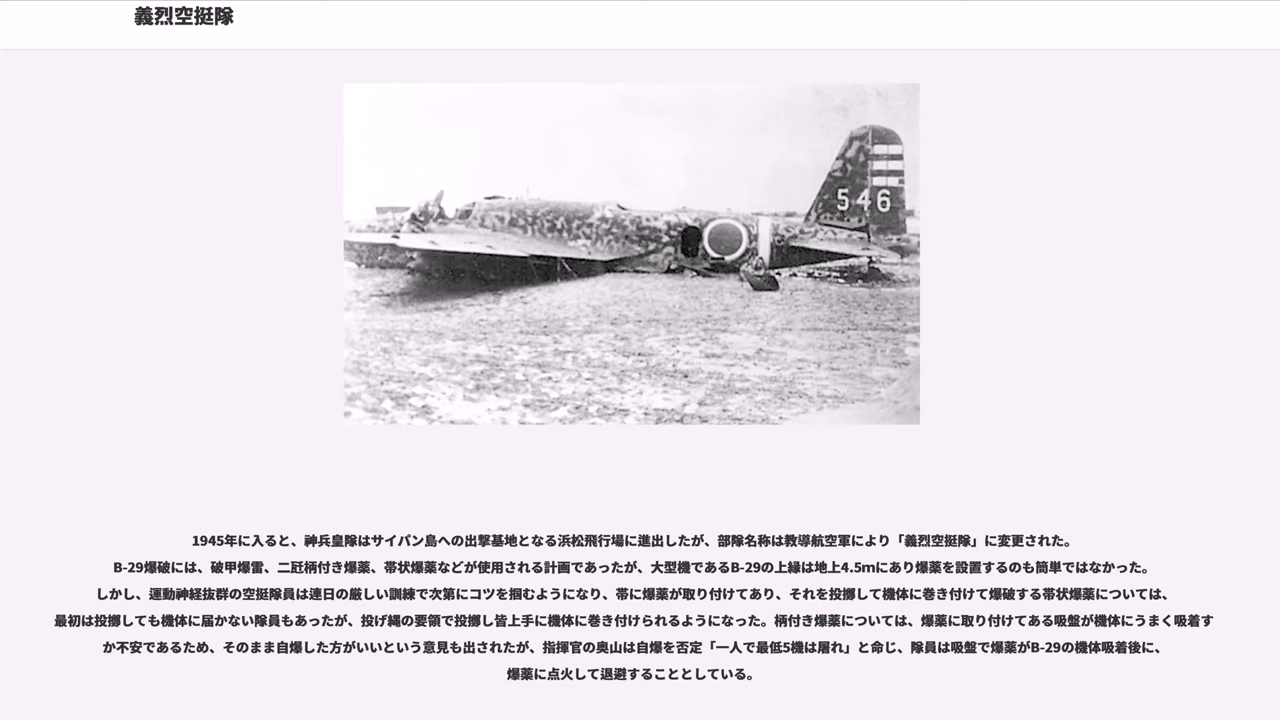 義烈空挺隊
546
1945年に入ると、神兵皇隊はサイパン島への出撃基地となる浜松飛行場に進出したが、部隊名称は教導航空軍により「義烈空挺隊」に変更された。
B-29爆破には、破甲爆雷、二瓩柄付き爆薬、帯状爆薬などが使用される計画であったが、大型機であるB-29の上縁は地上4.5mにあり爆薬を設置するのも簡単ではなかった。
しかし、運動神経抜群の空挺隊員は連日の厳しい訓練で次第にコツを掴むようになり、帯に爆薬が取り付けてあり、それを投擲して機体に巻き付けて爆破する帯状爆薬については、
最初は投擲しても機体に届かない隊員もあったが、投げ縄の要領で投擲し皆上手に機体に巻き付けられるようになった。柄付き爆薬については、爆薬に取り付けてある吸盤が機体にうまく吸着す
か不安であるため、そのまま自爆した方がいいという意見も出されたが、指揮官の奥山は自爆を否定「一人で最低5機は屠れ」と命じ、隊員は吸盤で爆薬がB-29の機体吸着後に、
爆薬に点火して退避することとしている。